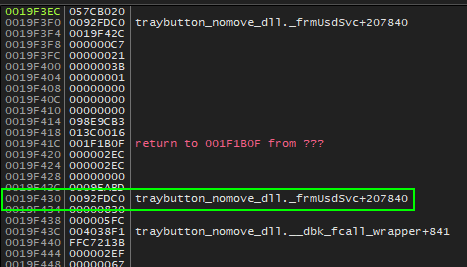 0019F3EC 057CB020
0019F3F0 0092FDC0 traybutton_nomove_dll._frmUsdSvc+207840
0019F3F4 0019F42C
0019F3F8 000000C7
0019F3FC 00000021
0019F400 0000003B
0019F404 00000001
0019F408 00000000
0019F40C 00000000
0019F410 00000000
0019F414 098E9CB3
0019F418 013C0016
0019F41C 001F1B0F return to 001F1B0F from ???
0019F420 000002EC
0019F424 000002EC
0019F428 00000000
0019F42C 0009EABD
0019F430 0092FDC0 traybutton_nomove_dll._frmUsdSvc+207840
0019F434 00000830
0019F438 000005FC
0019F43C 004038F1 traybutton_nomove_dll.__dbk_fcall_wrapper+841
0019F440 FFC7213B
0019F444 000002EF
0019F448 00000067